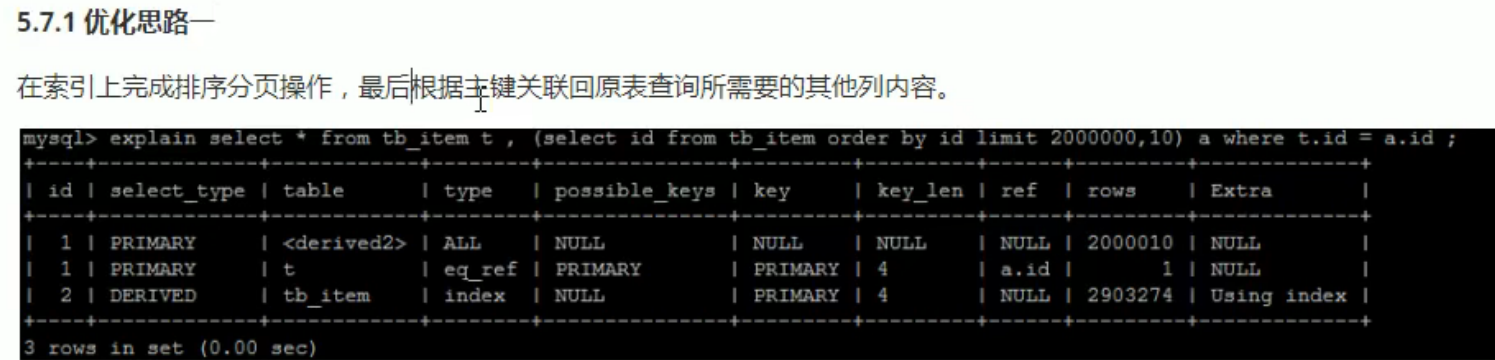 5.7.1 优化思路一
在索引上完成排序分页操作，最后根据主键关联回原表查询所需要的其他列内容。
mysql> explain select * from tb_item t , (select id from tb_item order by id limit 2000000,10) a where t.id = a.id ;
+----+-------------+------------+--------+---------------+---------+---------+------+---------+-------------+
| id | select_type | table | type | possible_keys | key | key_len | ref | rows | Extra |
+----+-------------+------------+--------+---------------+---------+---------+------+---------+-------------+
| 1 | PRIMARY | <derived2> | ALL | NULL | NULL | NULL | NULL | 2000010 | NULL |
| 1 | PRIMARY | t | eq_ref | PRIMARY | PRIMARY | 4 | a.id | 1 | NULL |
| 2 | DERIVED | tb_item | index | NULL | PRIMARY | 4 | NULL | 2903274 | Using index |
+----+-------------+------------+--------+---------------+---------+---------+------+---------+-------------+
3 rows in set (0.00 sec)